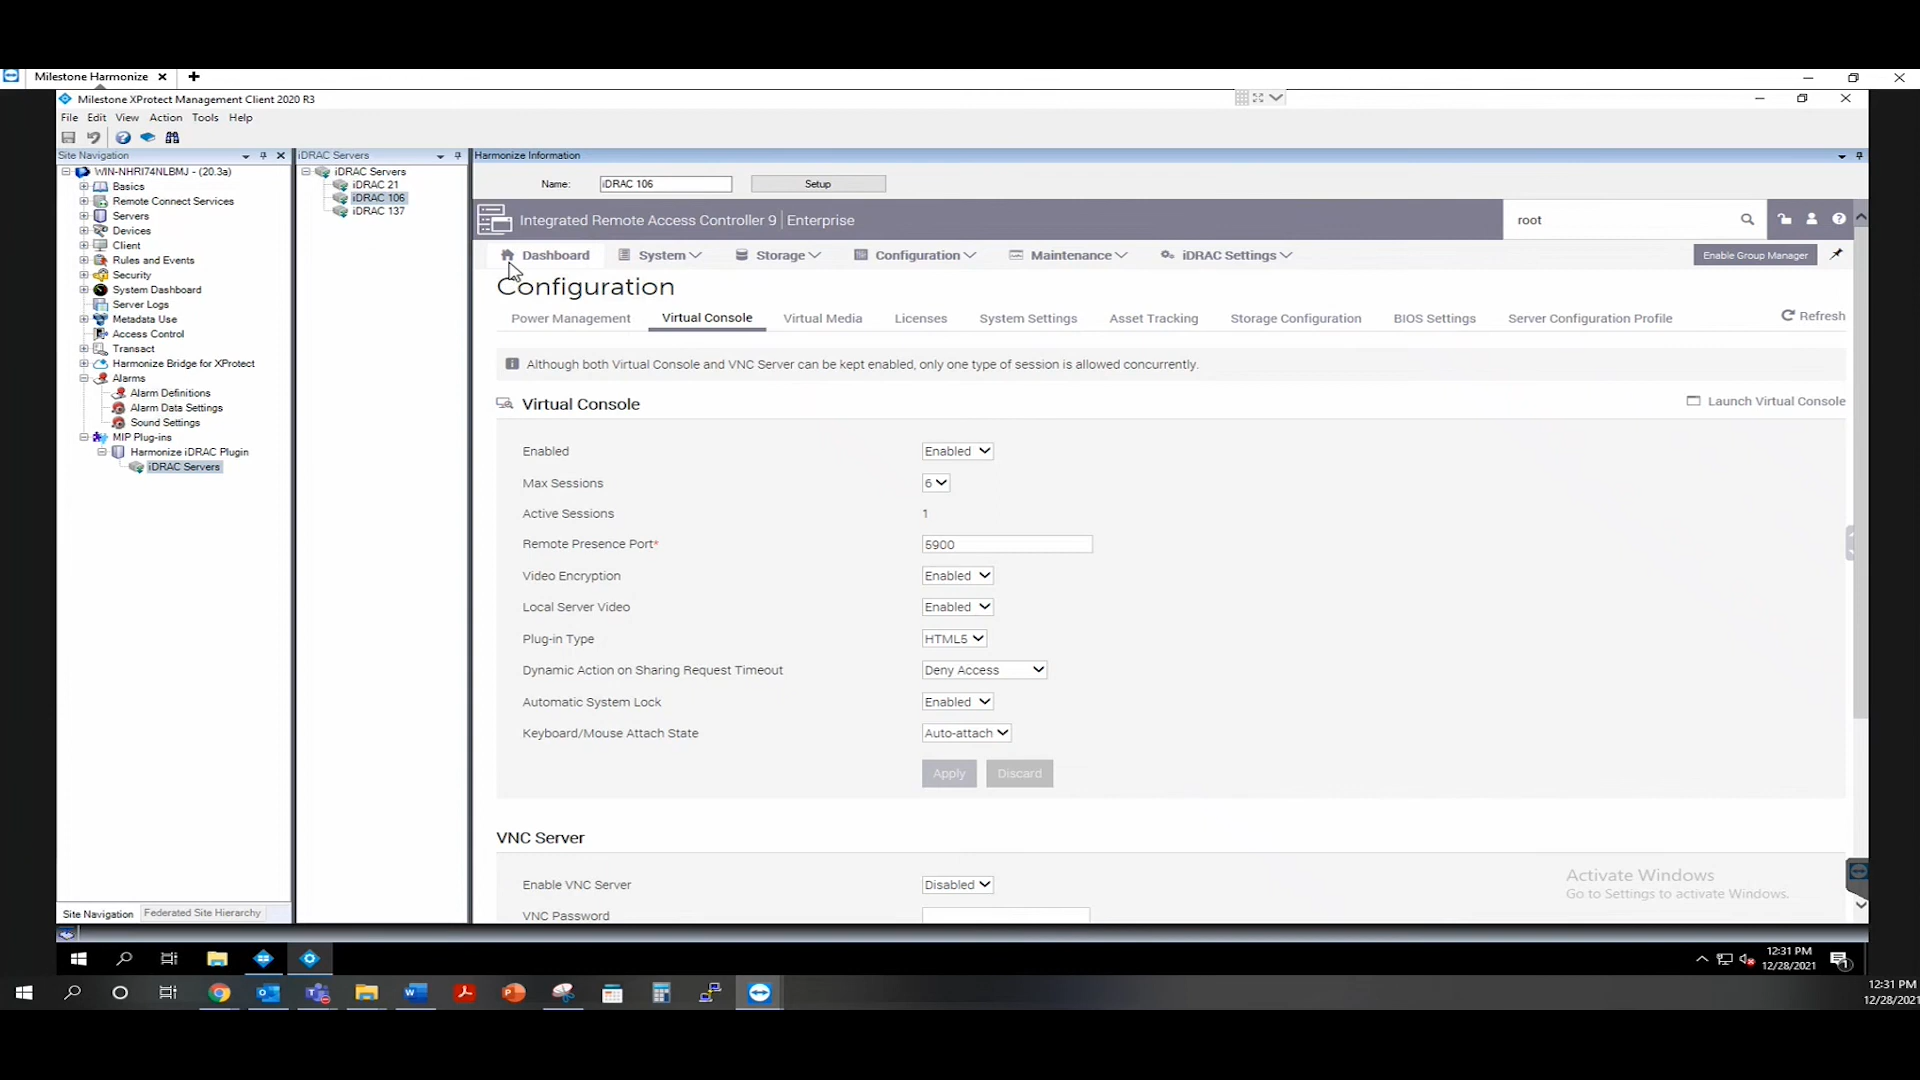 Milestone Harmonize
Milestone XProtect Management Client 2020 R3
File Edit View Action Tools Help
Site Navigation
WIN-NHRI74NLBMJ - (20.3a)
Basics
Remote Connect Services
Servers
Devices
Client
Rules and Events
Security
System Dashboard
Server Logs
Metadata Use
Access Control
Transact
Harmonize Bridge for XProtect
Alarms
Alarm Definitions
Alarm Data Settings
Sound Settings
MIP Plug-ins
Harmonize iDRAC Plugin
iDRAC Servers
Site Navigation Federated Site Hierarchy
iDRAC Servers
iDRAC Servers
iDRAC 21
iDRAC 106
iDRAC 137
Harmonize Information
Name: iDRAC 106 Setup
Integrated Remote Access Controller 9 | Enterprise root
Dashboard System Storage Configuration Maintenance iDRAC Settings Enable Group Manager
Configuration
Power Management Virtual Console Virtual Media Licenses System Settings Asset Tracking Storage Configuration BIOS Settings Server Configuration Profile Refresh
Although both Virtual Console and VNC Server can be kept enabled, only one type of session is allowed concurrently.
Virtual Console Launch Virtual Console
Enabled Enabled
Max Sessions 6
Active Sessions 1
Remote Presence Port* 5900
Video Encryption Enabled
Local Server Video Enabled
Plug-in Type HTML5
Dynamic Action on Sharing Request Timeout Deny Access
Automatic System Lock Enabled
Keyboard/Mouse Attach State Auto-attach
Apply Discard
VNC Server
Enable VNC Server Disabled
VNC Password
Activate Windows
Go to Settings to activate Windows.
12:31 PM
12/28/2021
12:31 PM
12/28/2021